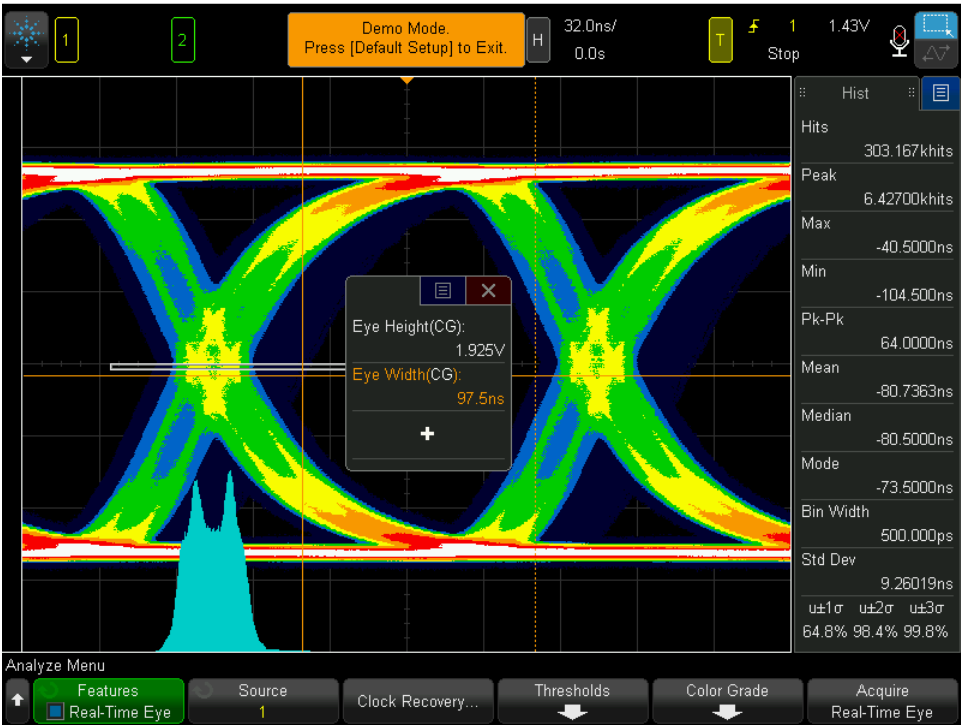 1
2
Demo Mode.
Press [Default Setup] to Exit.
H
32.0ns/
0.0s
T
1
1.43V
Stop
Hist
Hits
303.167khits
Peak
6.42700khits
Max
-40.5000ns
Min
-104.500ns
Pk-Pk
64.0000ns
Mean
-80.7363ns
Median
-80.5000ns
Mode
-73.5000ns
Bin Width
500.000ps
Std Dev
9.26019ns
u±1σ u±2σ u±3σ
64.8% 98.4% 99.8%
Eye Height(CG):
1.925V
Eye Width(CG):
97.5ns
Analyze Menu
Features
Real-Time Eye
Source
1
Clock Recovery...
Thresholds
Color Grade
Acquire
Real-Time Eye